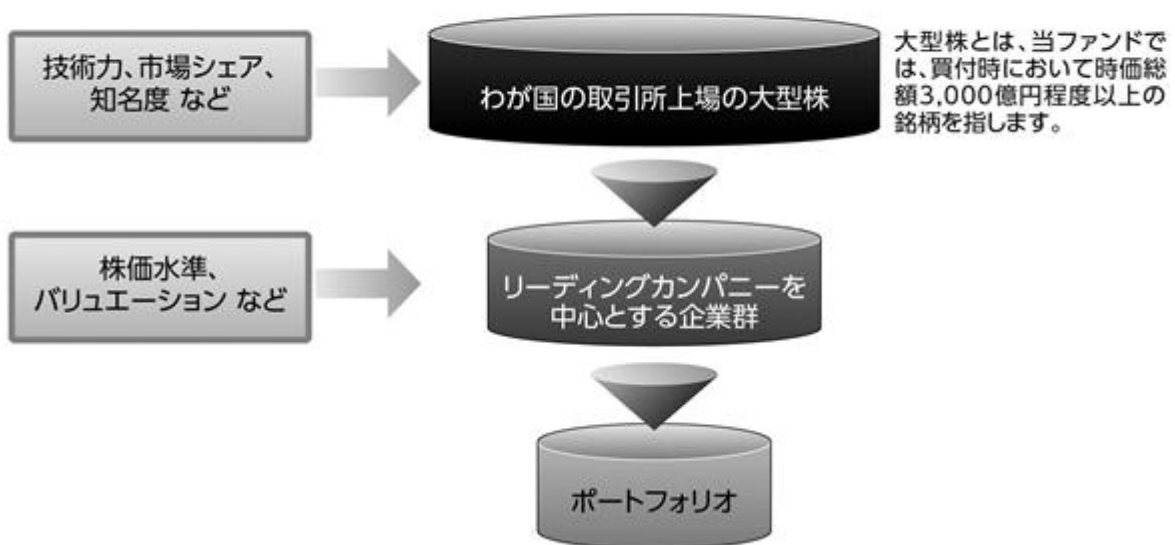 技術力、市場シェア、
知名度 など
わが国の取引所上場の大型株
大型株とは、当ファンドで
は、買付時において時価総
額3,000億円程度以上の
銘柄を指します。
株価水準、
バリュエーション など
リーディングカンパニーを
中心とする企業群
ポートフォリオ